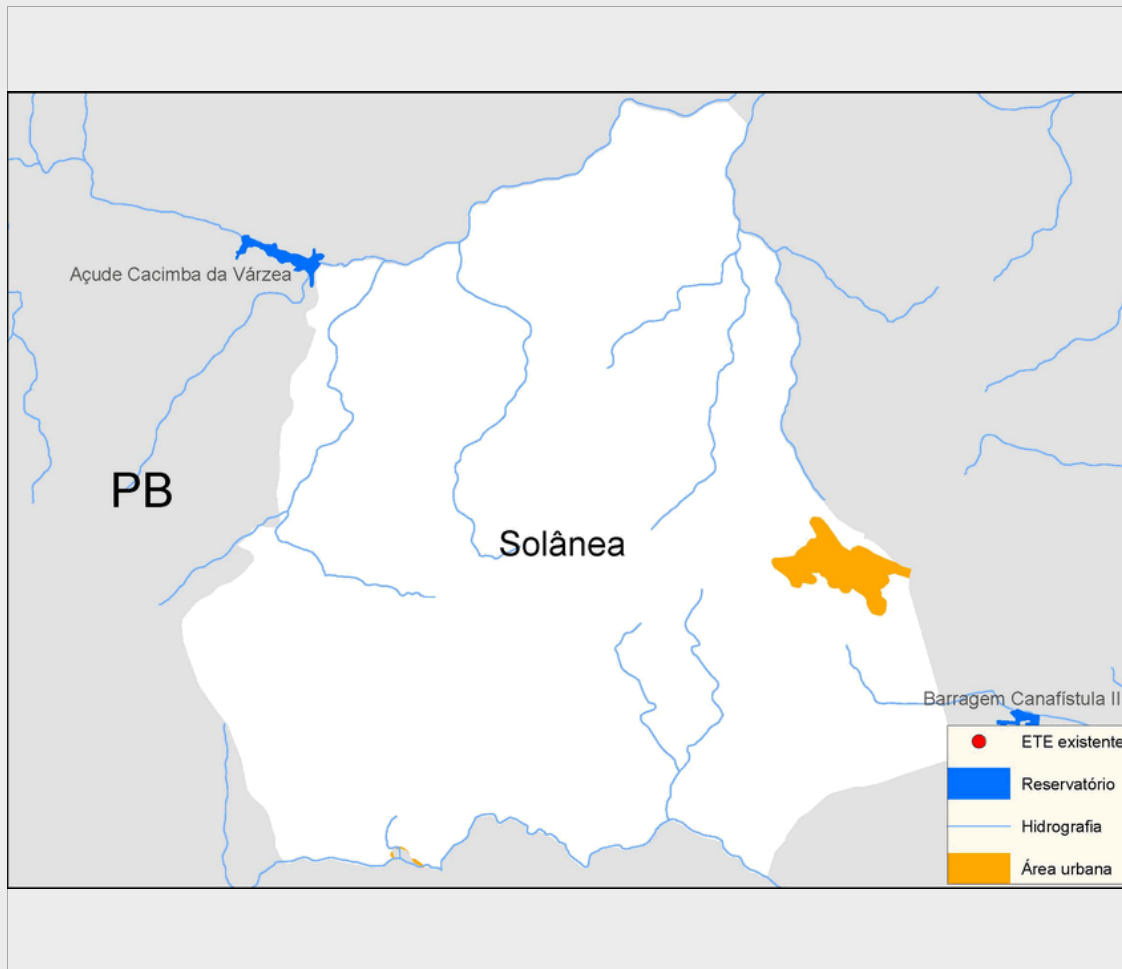 Açude Cacimba da Várzea
PB
Solânea
Barragem Canafístula II
ETE existente
Reservatório
Hidrografia
Área urbana